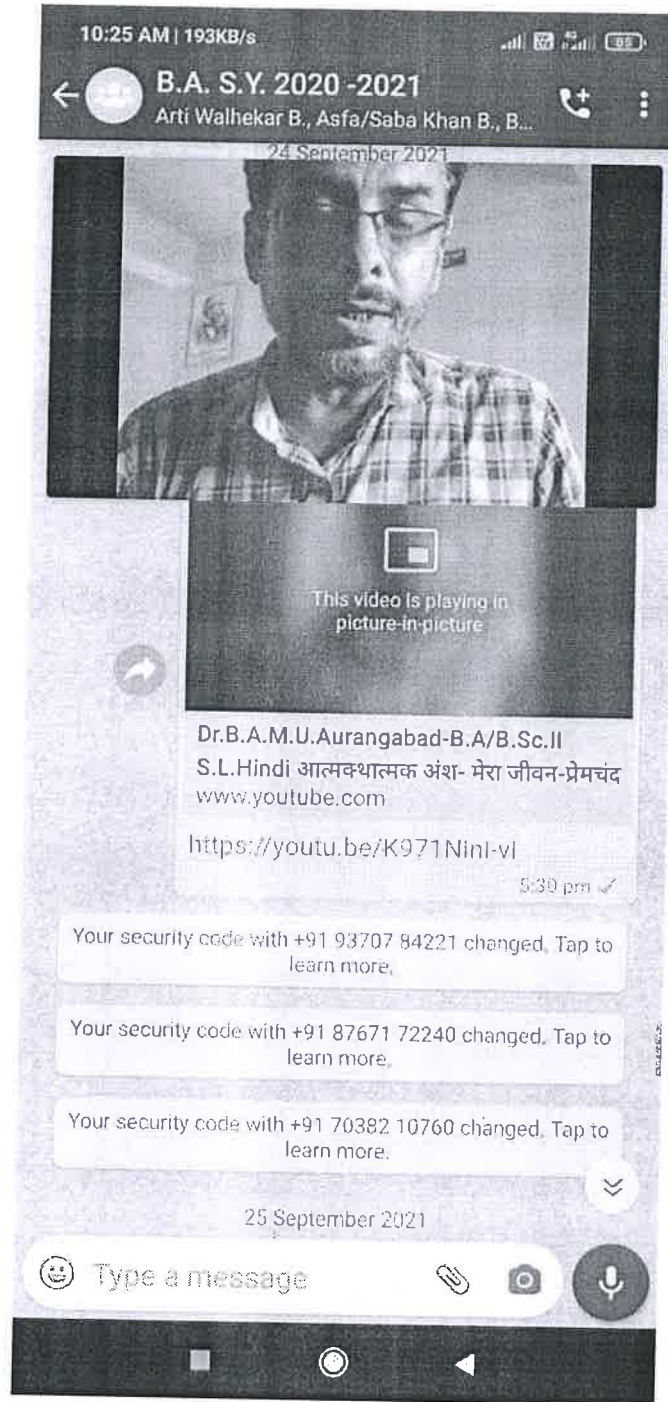 10:25 AM | 193KB/s
4G
85
B.A. S.Y. 2020 -2021
Arti Walhekar B., Asfa/Saba Khan B., B...
24 September 2021
This video is playing in
picture-in-picture
Dr.B.A.M.U.Aurangabad-B.A/B.Sc.II
S.L.Hindi आत्मकथात्मक अंश- मेरा जीवन-प्रेमचंद
www.youtube.com
https://youtu.be/K971NinI-vI
5:30 pm
Your security code with +91 93707 84221 changed. Tap to
learn more.
Your security code with +91 87671 72240 changed. Tap to
learn more.
Your security code with +91 70382 10760 changed. Tap to
learn more.
25 September 2021
Type a message